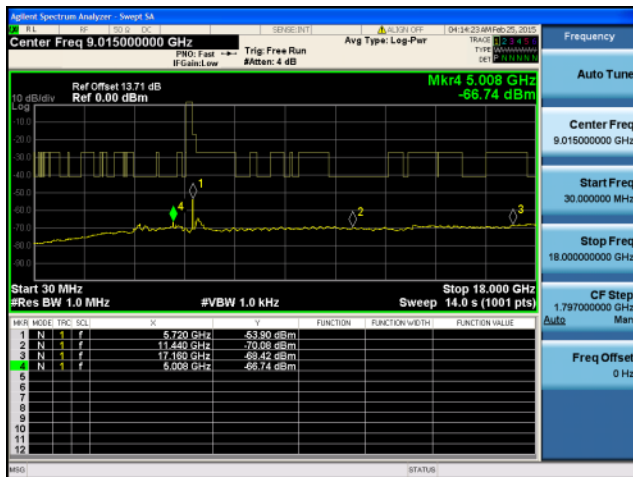 Agilent Spectrum Analyzer - Swept SA
RL RF 50 Ω DC SENSE:INT ALIGN OFF 04:14:23 AM Feb 25, 2015
Center Freq 9.015000000 GHz
PNO: Fast
IFGain:Low
Trig: Free Run
#Atten: 4 dB
Avg Type: Log-Pwr
TRACE 1 2 3 4 5 6
TYPE
DET P N N N N N
Ref Offset 13.71 dB
Ref 0.00 dBm
Mkr4 5.008 GHz
-66.74 dBm
10 dB/div
Log
-10.0
-20.0
-30.0
-40.0
-50.0
-60.0
-70.0
-80.0
-90.0
1
4
2
3
Start 30 MHz
#Res BW 1.0 MHz
#VBW 1.0 kHz
Stop 18.000 GHz
Sweep 14.0 s (1001 pts)
MKR MODE TRC SCL X Y FUNCTION FUNCTION WIDTH FUNCTION VALUE
1 N 1 f 5.720 GHz -53.90 dBm
2 N 1 f 11.440 GHz -70.08 dBm
3 N 1 f 17.160 GHz -68.42 dBm
4 N 1 f 5.008 GHz -66.74 dBm
5
6
7
8
9
10
11
12
MSG STATUS
Frequency
Auto Tune
Center Freq
9.015000000 GHz
Start Freq
30.000000 MHz
Stop Freq
18.000000000 GHz
CF Step
1.797000000 GHz
Auto Man
Freq Offset
0 Hz